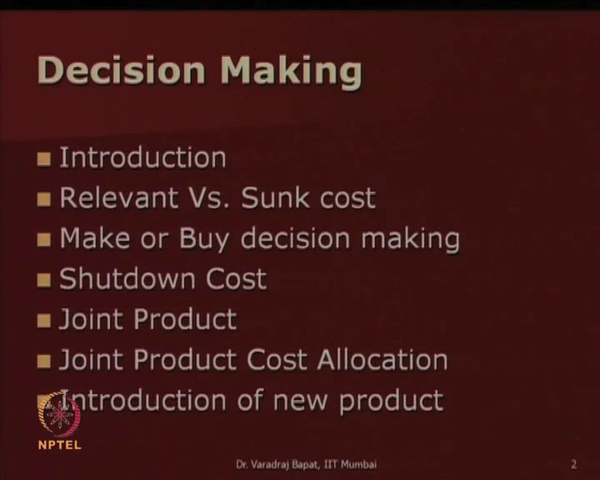 Decision Making
Introduction
Relevant Vs. Sunk cost
Make or Buy decision making
Shutdown Cost
Joint Product
Joint Product Cost Allocation
Introduction of new product
NPTEL
Dr. Varadraj Bapat, IIT Mumbai
2